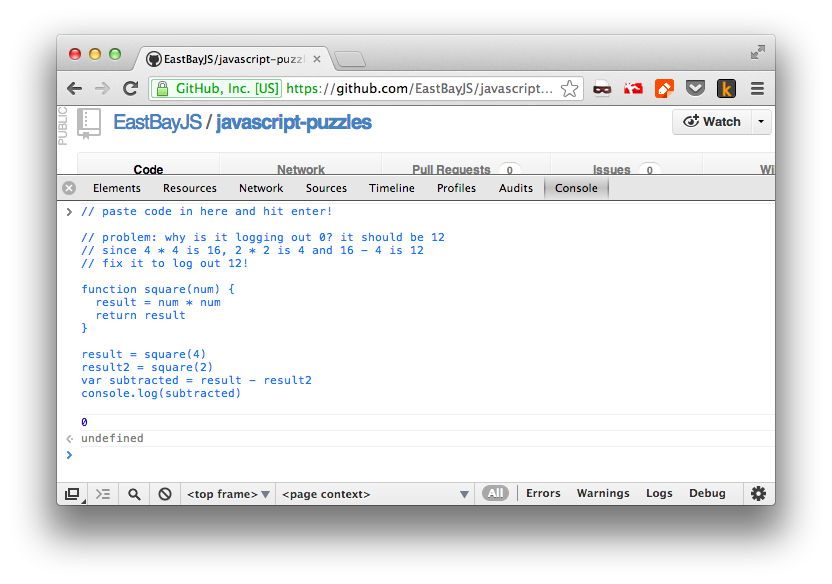 EastBayJS/javascript-puzzl
GitHub, Inc. [US] https://github.com/EastBayJS/javascript...
PUBLIC
EastBayJS / javascript-puzzles
Watch
Code Network Pull Requests 0 Issues 0 Wi
Elements Resources Network Sources Timeline Profiles Audits Console
> // paste code in here and hit enter!
// problem: why is it logging out 0? it should be 12
// since 4 * 4 is 16, 2 * 2 is 4 and 16 - 4 is 12
// fix it to log out 12!
function square(num) {
result = num * num
return result
}
result = square(4)
result2 = square(2)
var subtracted = result - result2
console.log(subtracted)
0
undefined
>
<top frame> <page context> All Errors Warnings Logs Debug